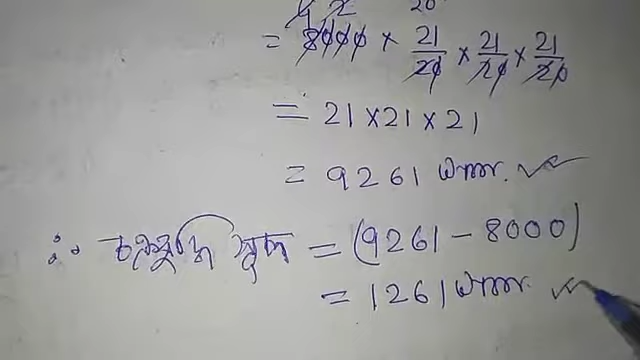 = 8000 × 21/20 × 21/20 × 21/20
= 21 × 21 × 21
= 9261 টাকা.
∴ চক্রবৃদ্ধি সুদ = (9261 - 8000)
= 1261 টাকা.